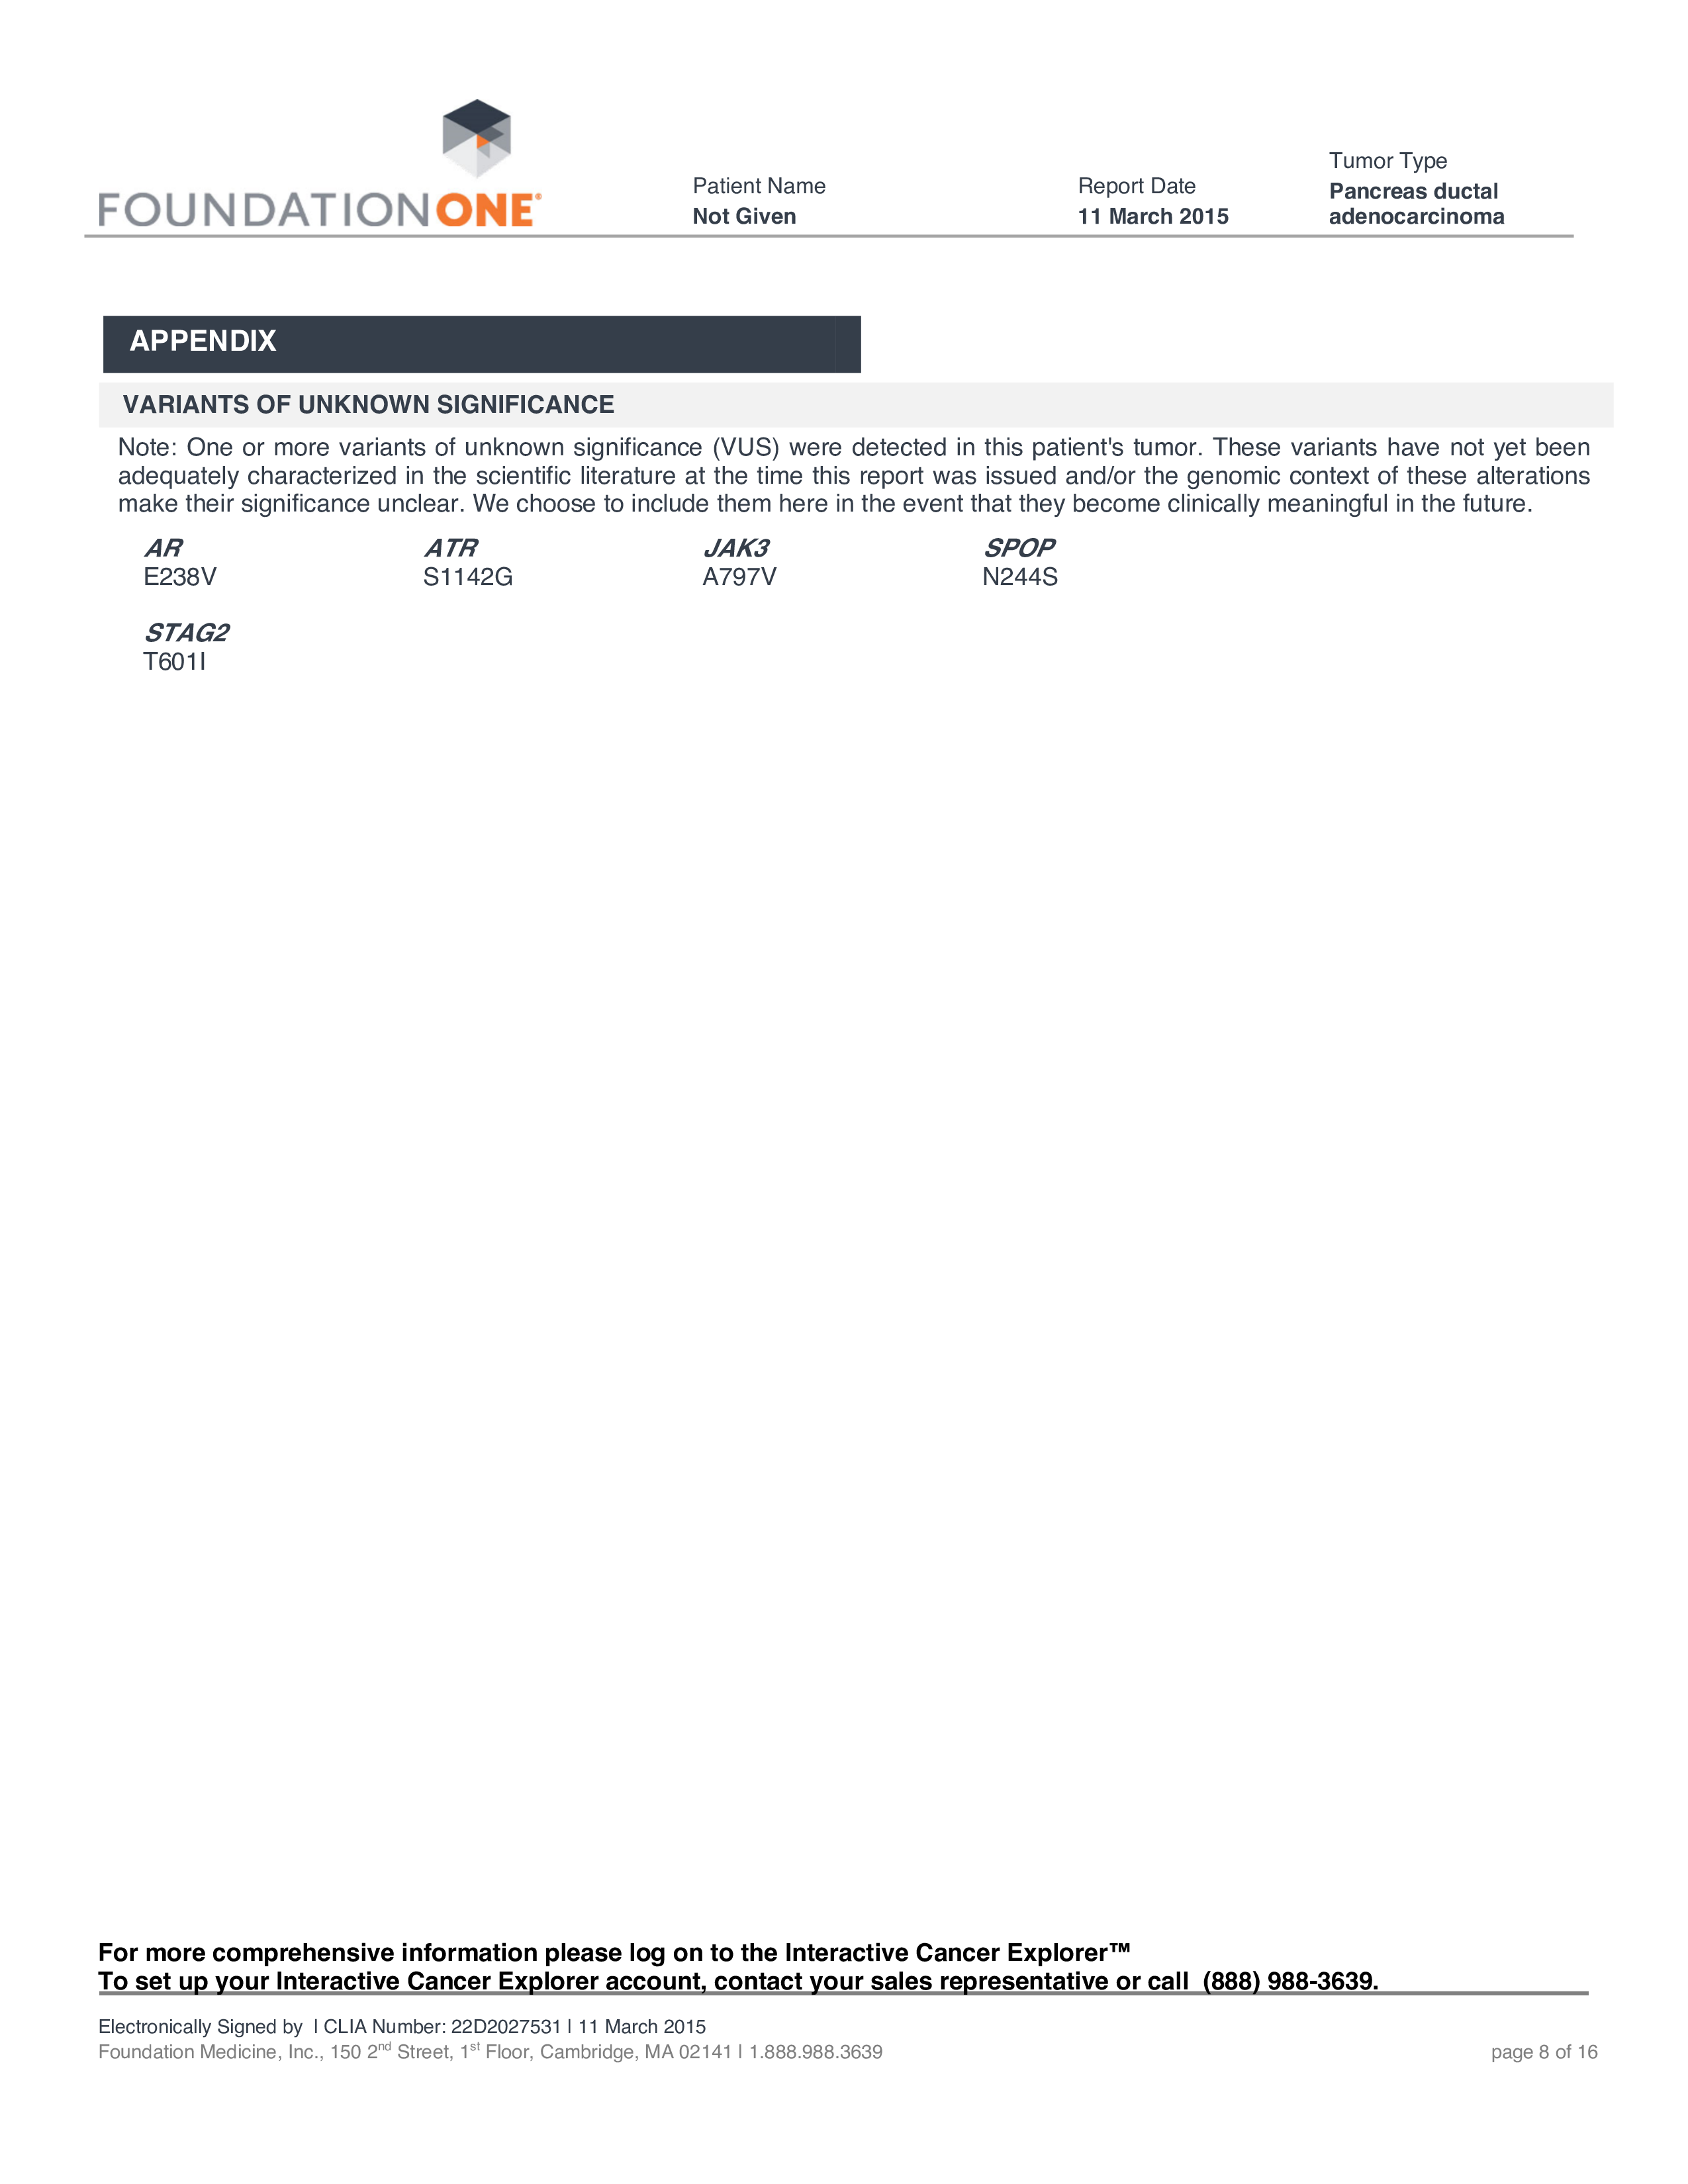 FOUNDATIONONE®
Patient Name
Not Given
Report Date
11 March 2015
Tumor Type
Pancreas ductal
adenocarcinoma
APPENDIX
VARIANTS OF UNKNOWN SIGNIFICANCE
Note: One or more variants of unknown significance (VUS) were detected in this patient's tumor. These variants have not yet been
adequately characterized in the scientific literature at the time this report was issued and/or the genomic context of these alterations
make their significance unclear. We choose to include them here in the event that they become clinically meaningful in the future.
AR ATR JAK3 SPOP
E238V S1142G A797V N244S
STAG2
T601I
For more comprehensive information please log on to the Interactive Cancer Explorer™
To set up your Interactive Cancer Explorer account, contact your sales representative or call (888) 988-3639.
Electronically Signed by | CLIA Number: 22D2027531 | 11 March 2015
Foundation Medicine, Inc., 150 2nd Street, 1st Floor, Cambridge, MA 02141 | 1.888.988.3639
page 8 of 16